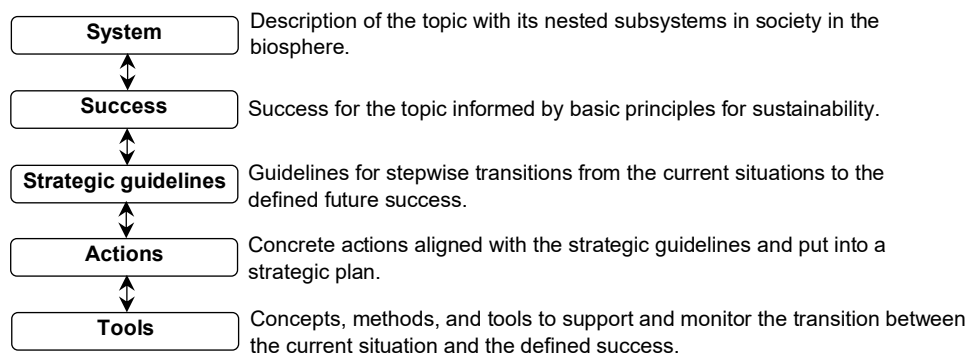 System
Description of the topic with its nested subsystems in society in the
biosphere.
Success
Success for the topic informed by basic principles for sustainability.
Strategic guidelines
Guidelines for stepwise transitions from the current situations to the
defined future success.
Actions
Concrete actions aligned with the strategic guidelines and put into a
strategic plan.
Tools
Concepts, methods, and tools to support and monitor the transition between
the current situation and the defined success.